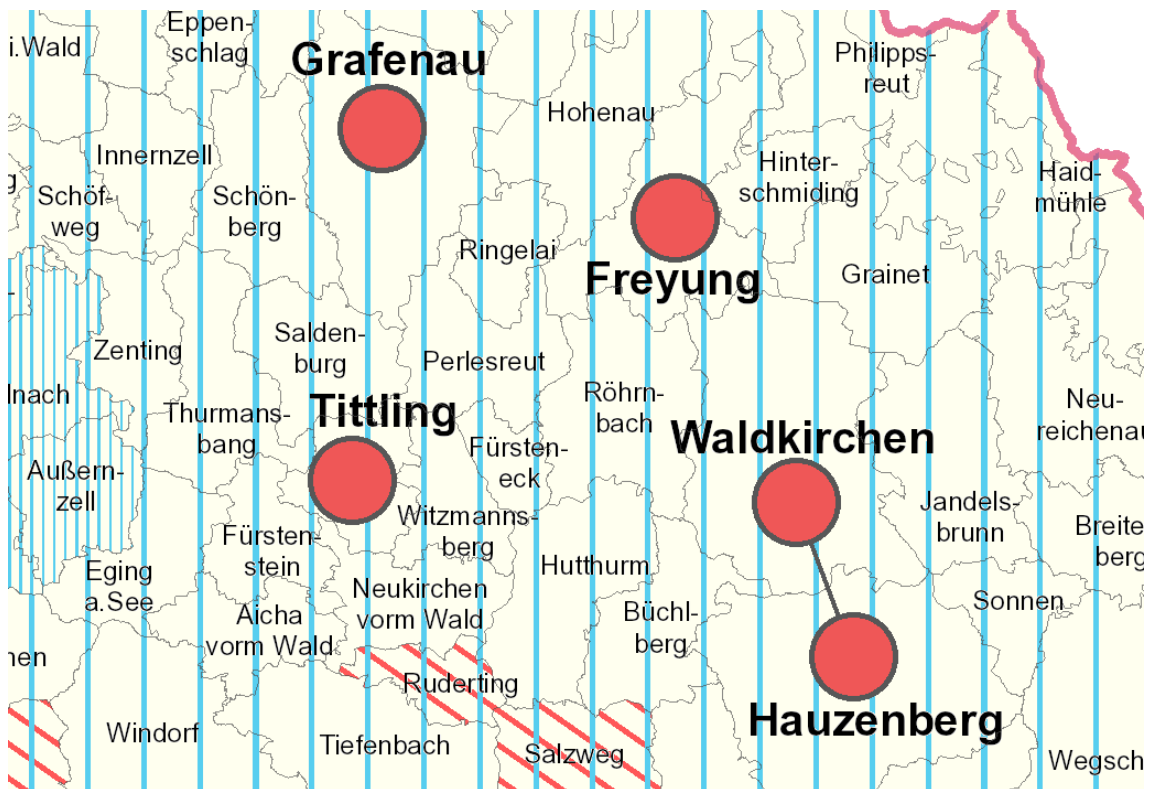 Eppen-
schlag
i.Wald
Grafenau
Philipps-
reut
Hohenau
Innernzell
Hinter-
schmiding
Haid-
mühle
g
Schöf-
weg
Schön-
berg
Ringelai
Freyung
Grainet
Salden-
burg
Zenting
Perlesreut
lnach
Röhrn-
bach
Neu-
reichenau
Thurmans-
bang
Tittling
Waldkirchen
Fürsten-
eck
Außern-
zell
Jandels-
brunn
Witzmanns-
berg
Breite
berg
Fürsten-
stein
Hutthurm
Eging
a.See
Neukirchen
vorm Wald
Sonnen
Aicha
vorm Wald
Büchl-
berg
nen
Ruderting
Hauzenberg
Windorf
Tiefenbach
Salzweg
Wegsch